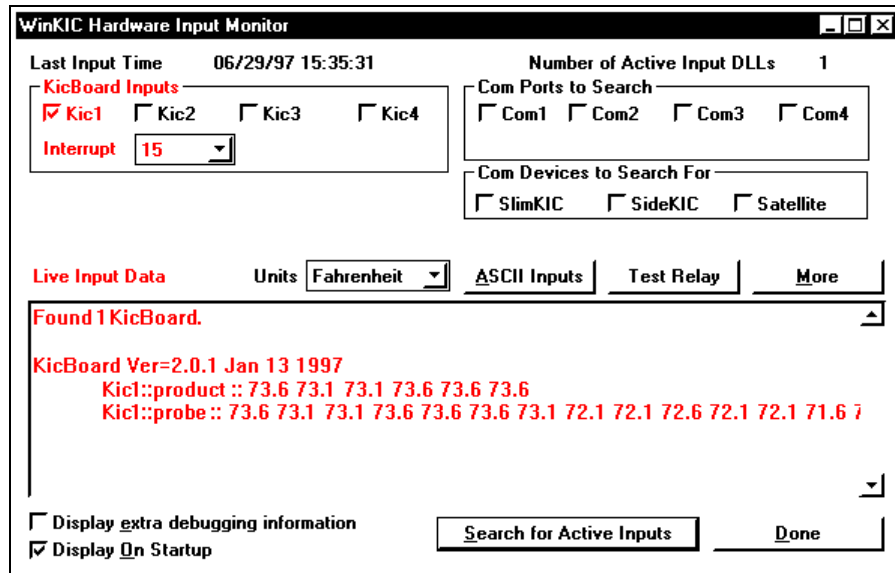 WinKIC Hardware Input Monitor
Last Input Time 06/29/97 15:35:31 Number of Active Input DLLs 1
KicBoard Inputs
Kic1 Kic2 Kic3 Kic4
Interrupt 15
Com Ports to Search
Com1 Com2 Com3 Com4
Com Devices to Search For
SlimKIC SideKIC Satellite
Live Input Data Units Fahrenheit ASCII Inputs Test Relay More
Found 1 KicBoard.
KicBoard Ver=2.0.1 Jan 13 1997
Kic1::product :: 73.6 73.1 73.1 73.6 73.6 73.6
Kic1::probe :: 73.6 73.1 73.1 73.6 73.6 73.6 73.1 72.1 72.1 72.6 72.1 72.1 71.6
Display extra debugging information
Display On Startup
Search for Active Inputs Done